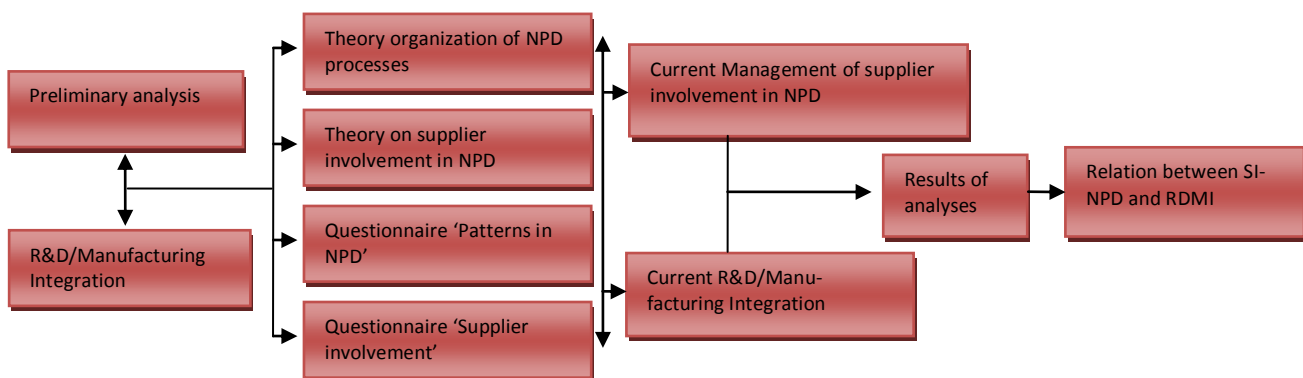 Preliminary analysis
R&D/Manufacturing
Integration
Theory organization of NPD
processes
Theory on supplier
involvement in NPD
Questionnaire ‘Patterns in
NPD’
Questionnaire ‘Supplier
involvement’
Current Management of supplier
involvement in NPD
Current R&D/Manu-
facturing Integration
Results of
analyses
Relation between SI-
NPD and RDMI